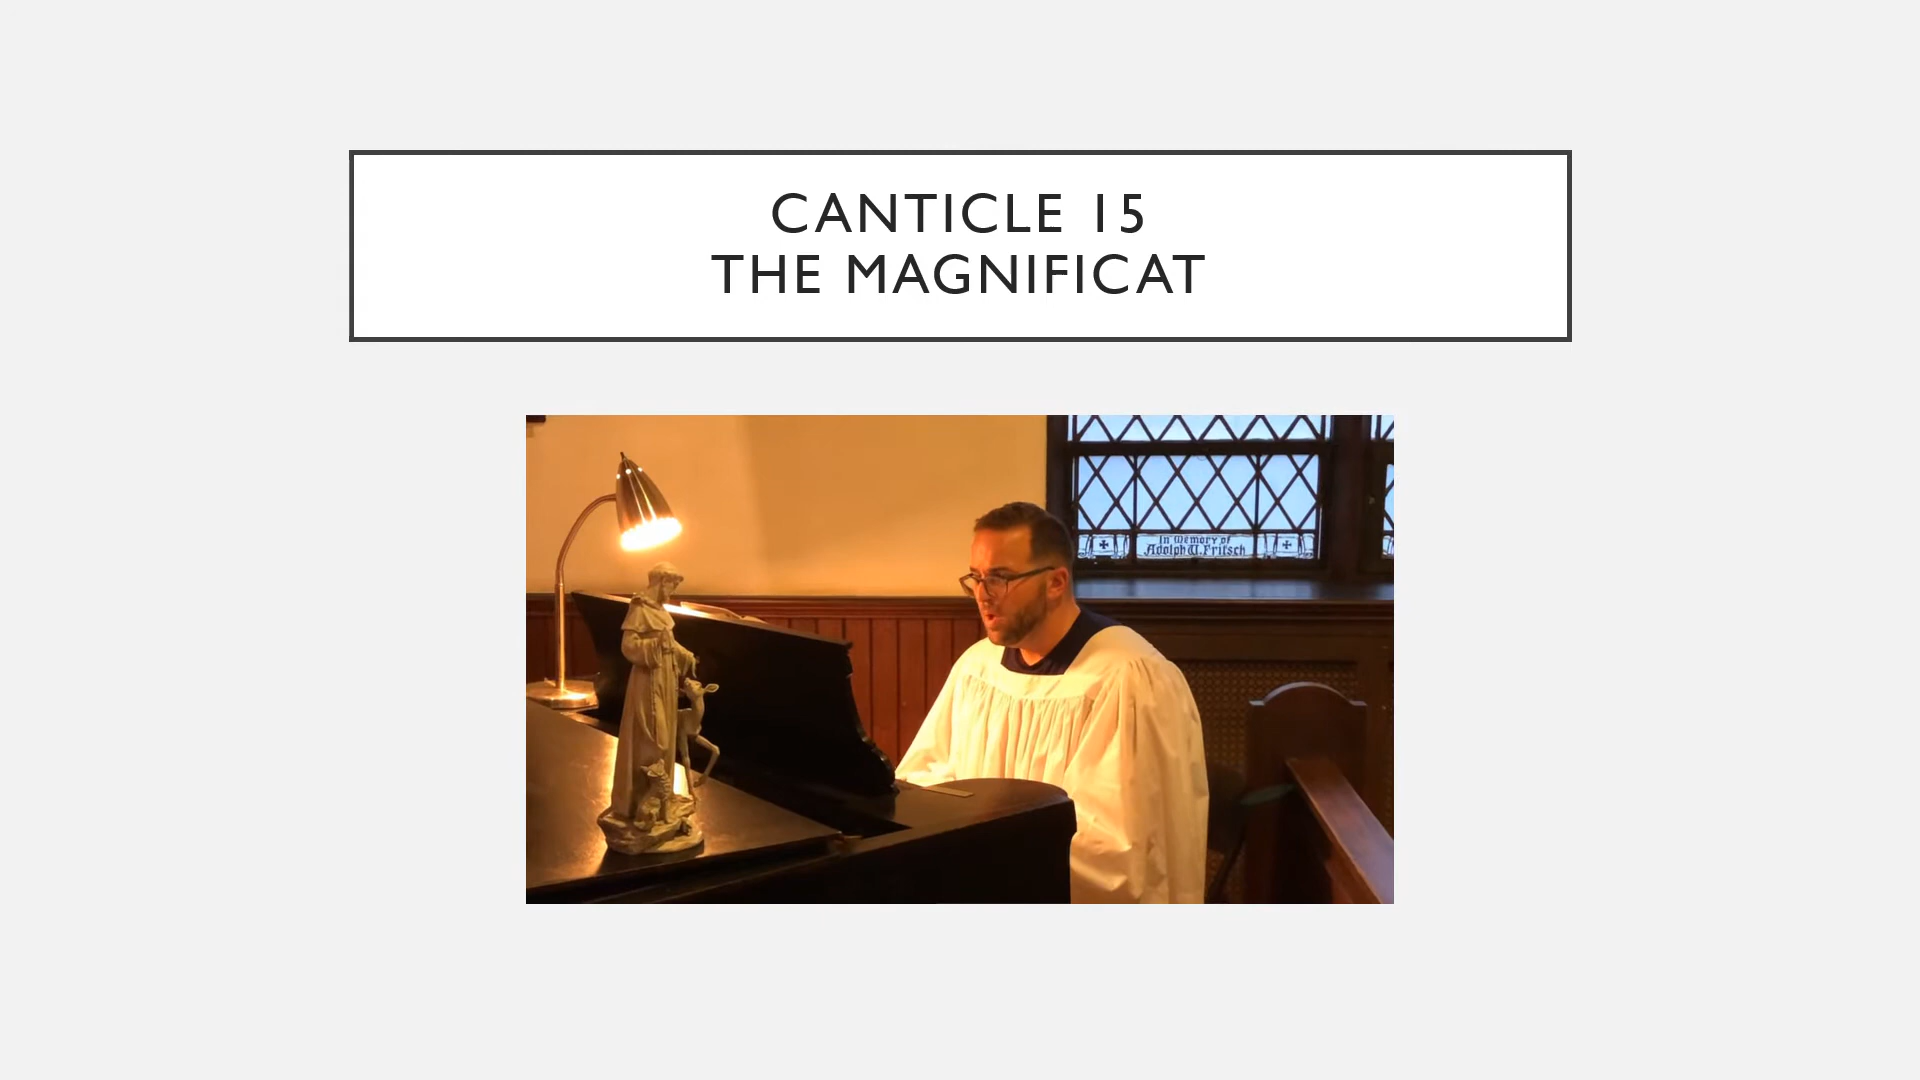 CANTICLE 15
THE MAGNIFICAT
In Memory of
Adolph U. Fritsch